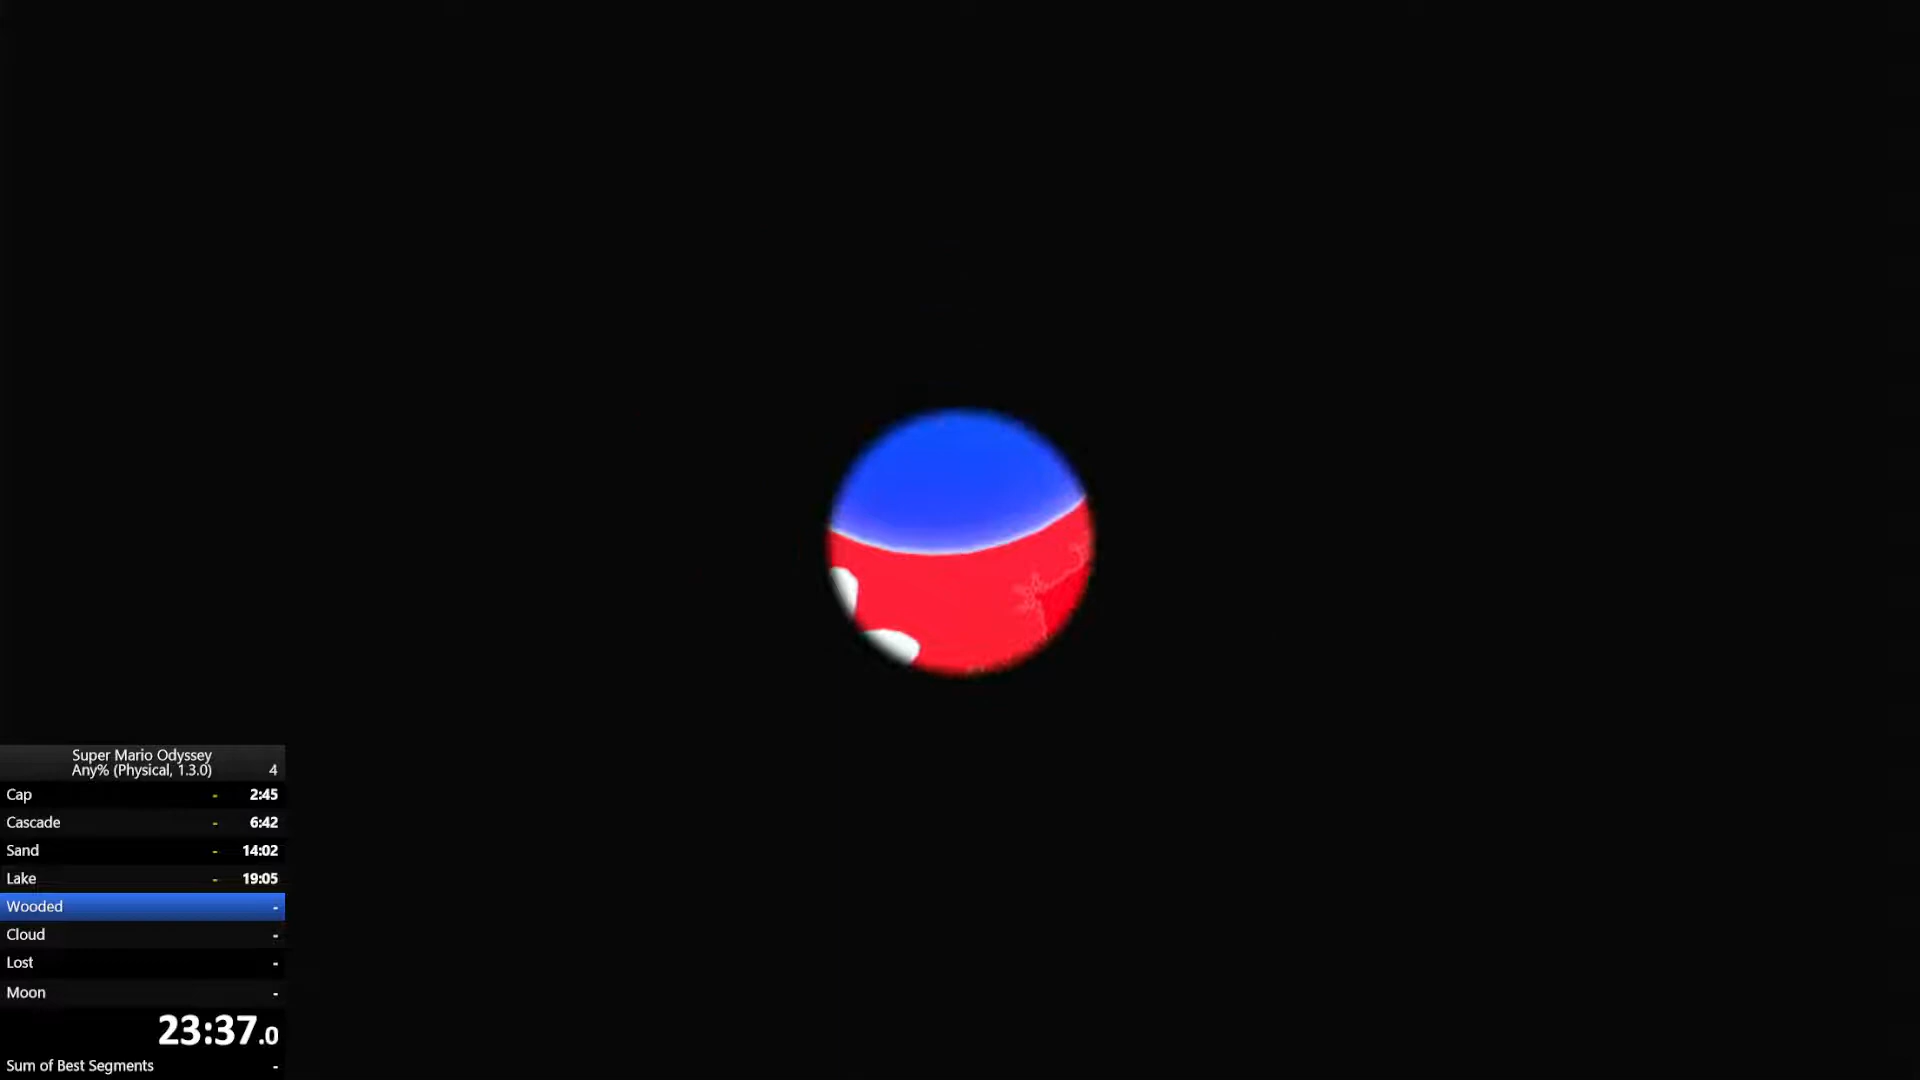 Super Mario Odyssey
Any% (Physical, 1.3.0) 4
Cap - 2:45
Cascade - 6:42
Sand - 14:02
Lake - 19:05
Wooded -
Cloud -
Lost -
Moon -
23:37.0
Sum of Best Segments -